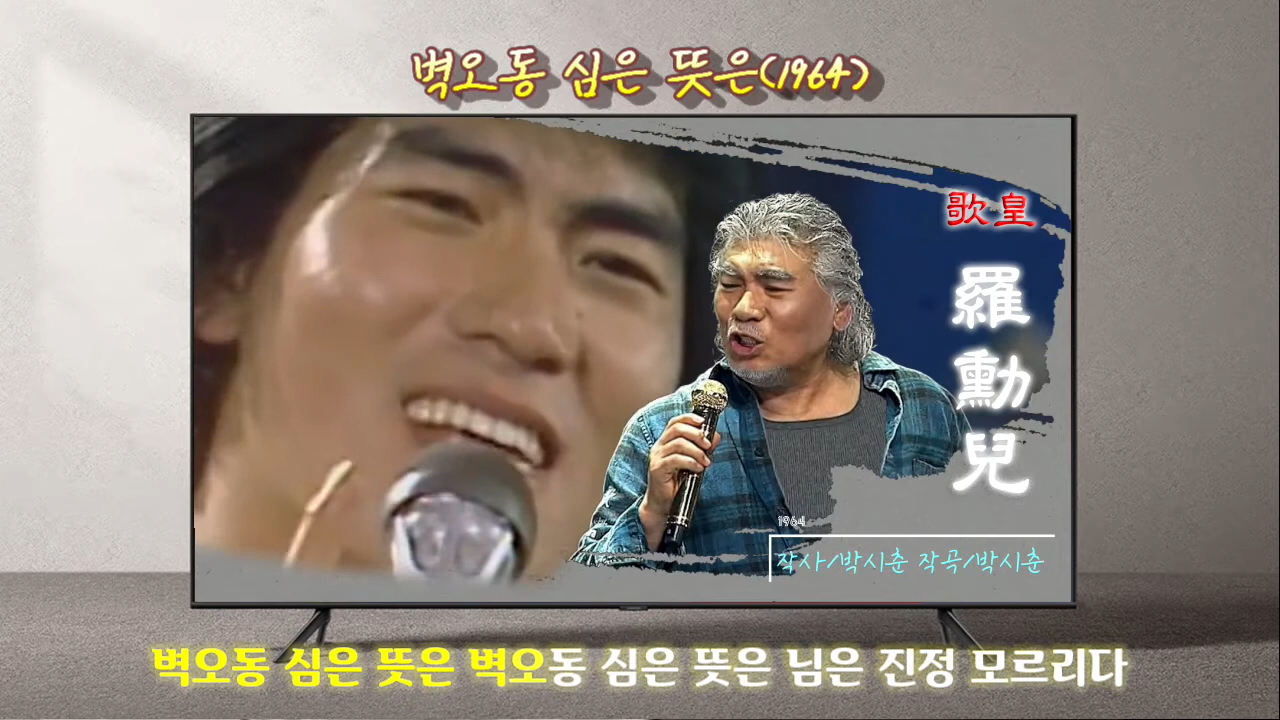 벽오동 심은 뜻은(1964)
歌皇
羅勳兒
1964
작사/박시춘 작곡/박시춘
벽오동 심은 뜻은 벽오동 심은 뜻은 님은 진정 모르리다